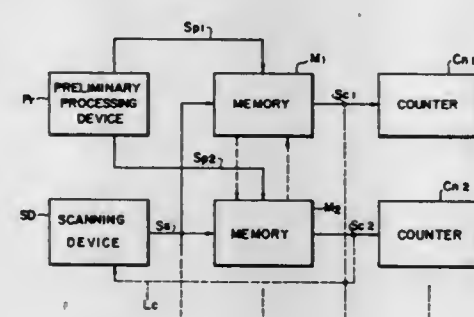 Sp1
M1
Cn1
Pr
PRELIMINARY
PROCESSING
DEVICE
MEMORY
Sc1
COUNTER
Sp2
Cn2
SD
SCANNING
DEVICE
Ss
MEMORY
M2
Sc2
COUNTER
Lc